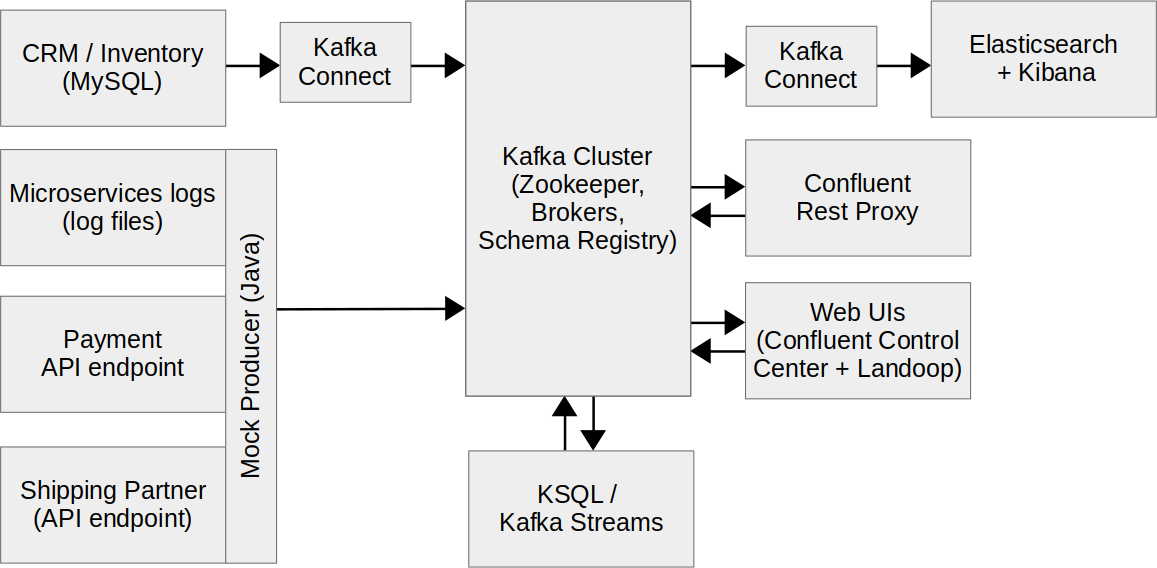 CRM / Inventory
(MySQL)
Kafka
Connect
Kafka Cluster
(Zookeeper,
Brokers,
Schema Registry)
Kafka
Connect
Elasticsearch
+ Kibana
Microservices logs
(log files)
Payment
API endpoint
Shipping Partner
(API endpoint)
Mock Producer (Java)
Confluent
Rest Proxy
Web UIs
(Confluent Control
Center + Landoop)
KSQL /
Kafka Streams